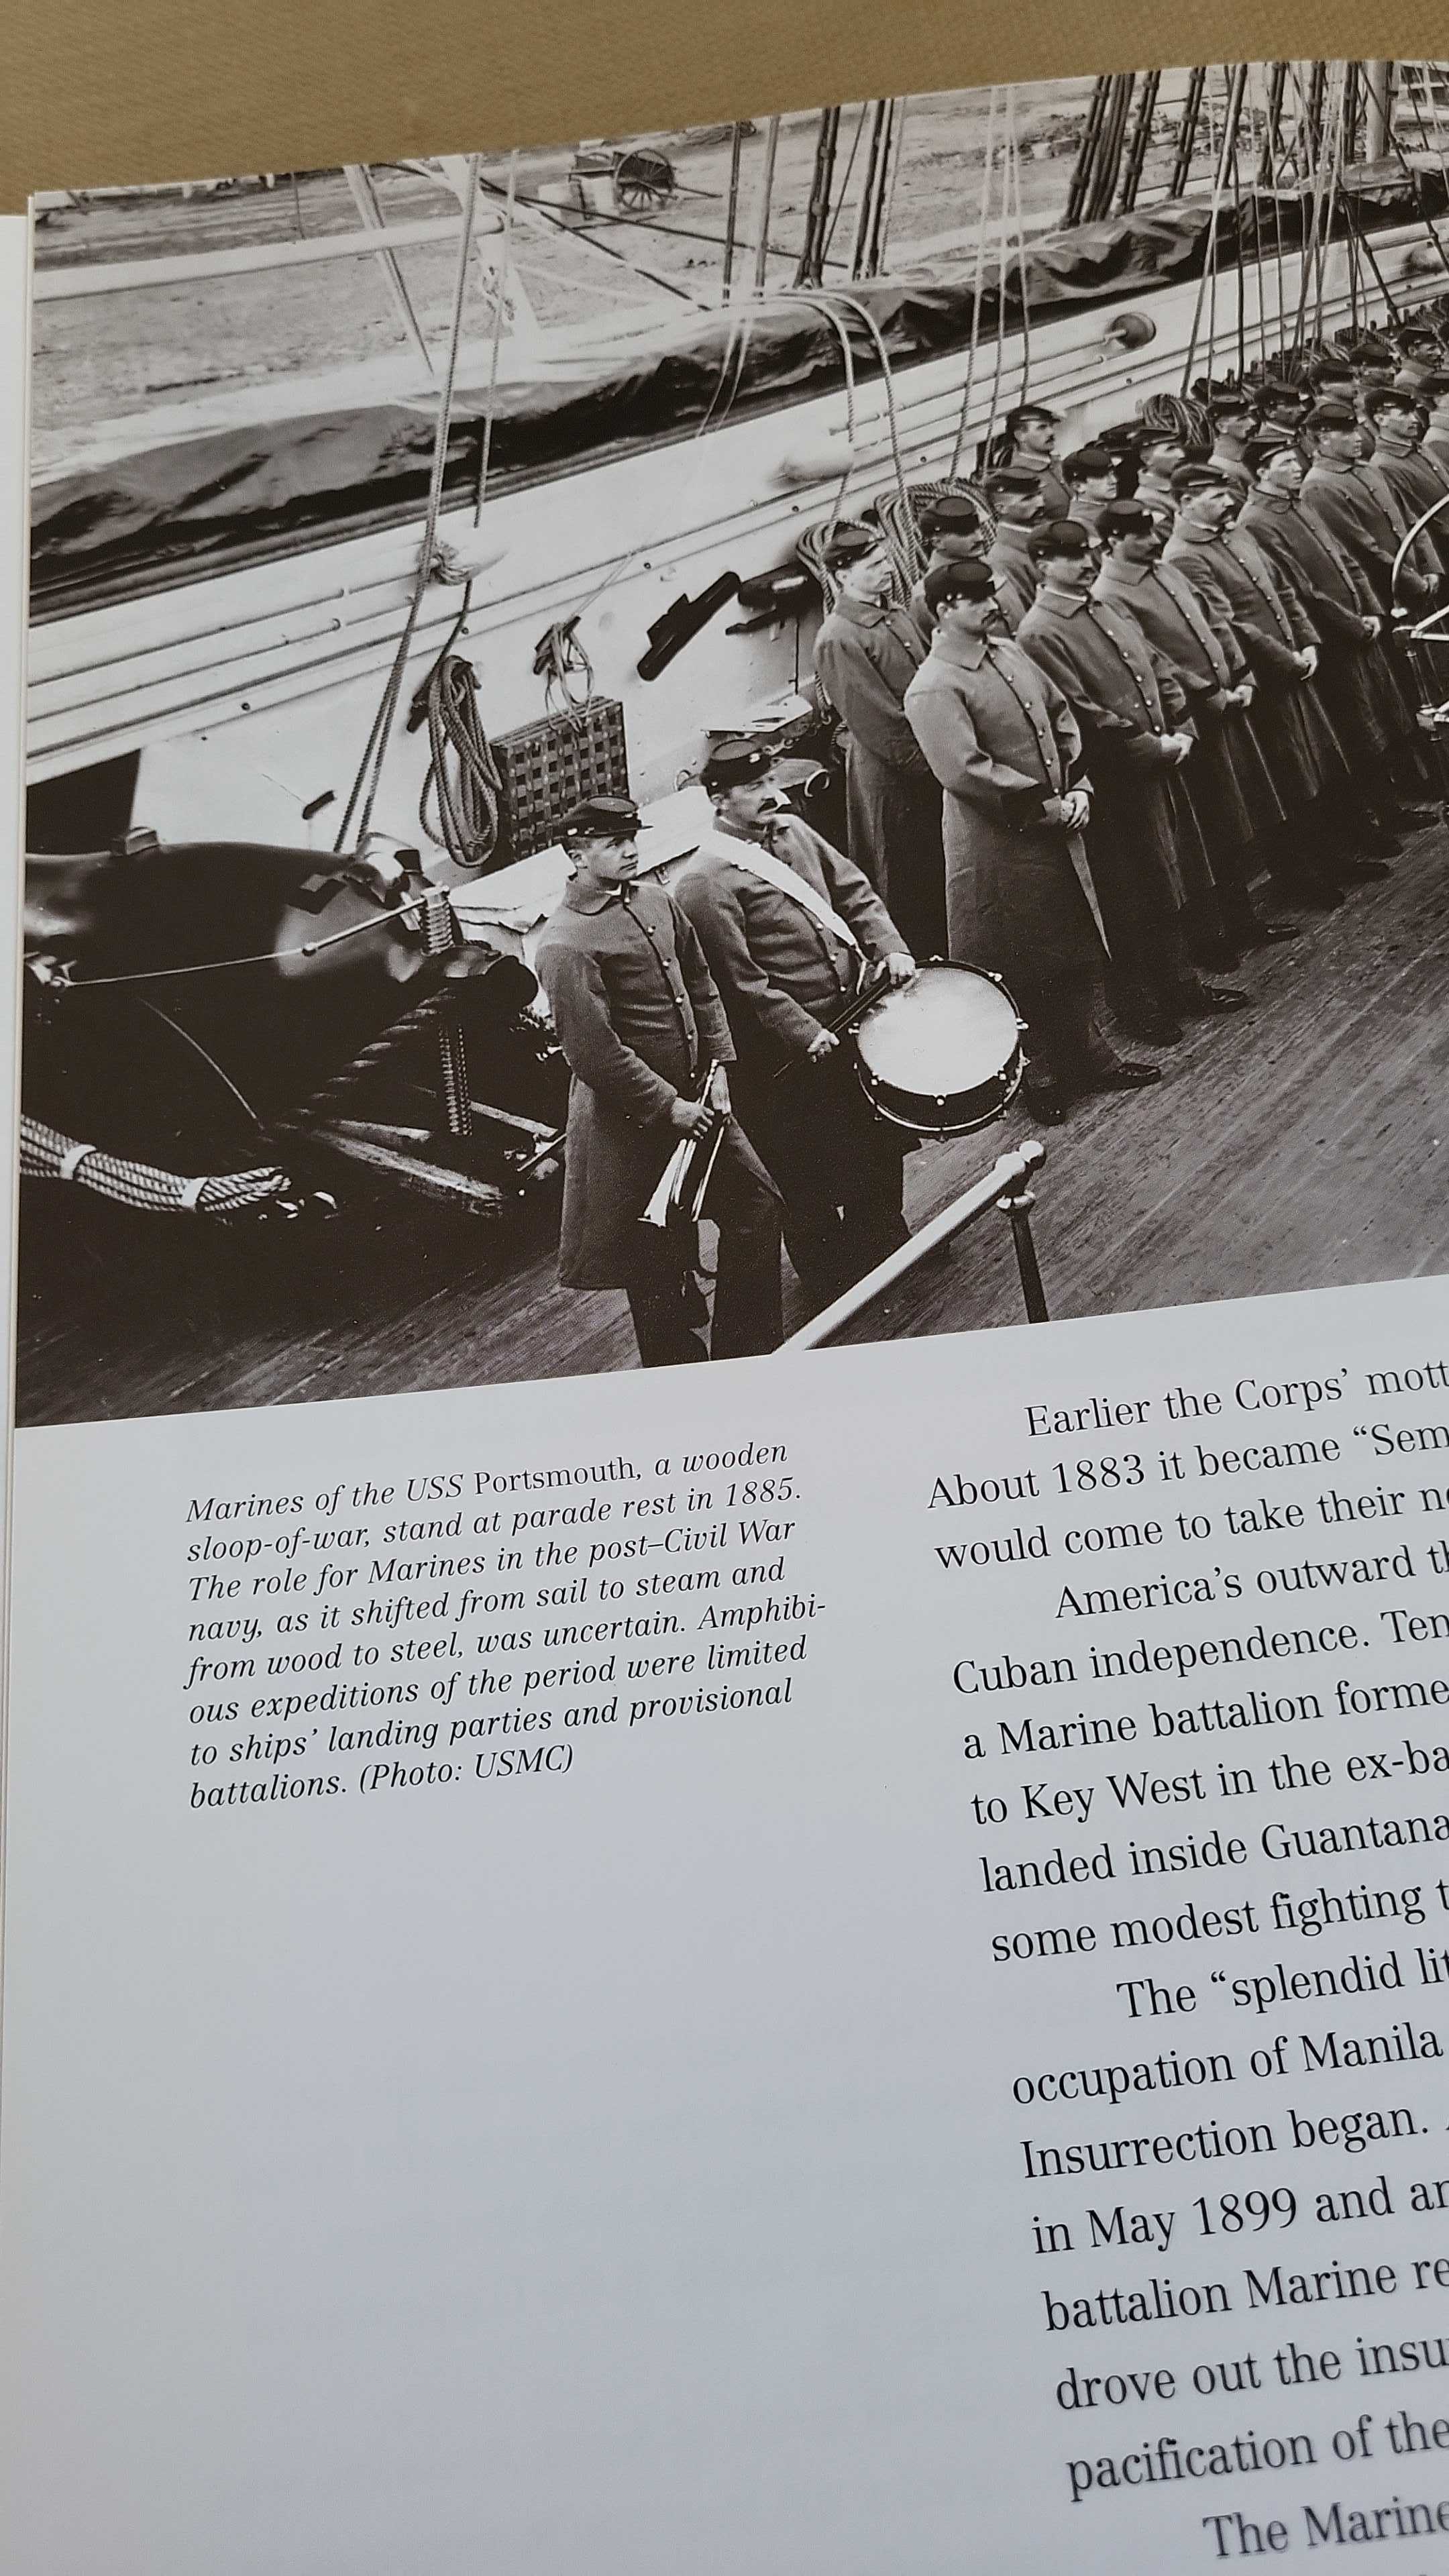 Marines of the USS Portsmouth, a wooden
sloop-of-war, stand at parade rest in 1885.
The role for Marines in the post–Civil War
navy, as it shifted from sail to steam and
from wood to steel, was uncertain. Amphibi-
ous expeditions of the period were limited
to ships’ landing parties and provisional
battalions. (Photo: USMC)
Earlier the Corps’ mott
About 1883 it became “Sem
would come to take their n
America’s outward th
Cuban independence. Ten
a Marine battalion forme
to Key West in the ex-ba
landed inside Guantana
some modest fighting t
The “splendid lit
occupation of Manila
Insurrection began.
in May 1899 and an
battalion Marine re
drove out the insu
pacification of the
The Marine